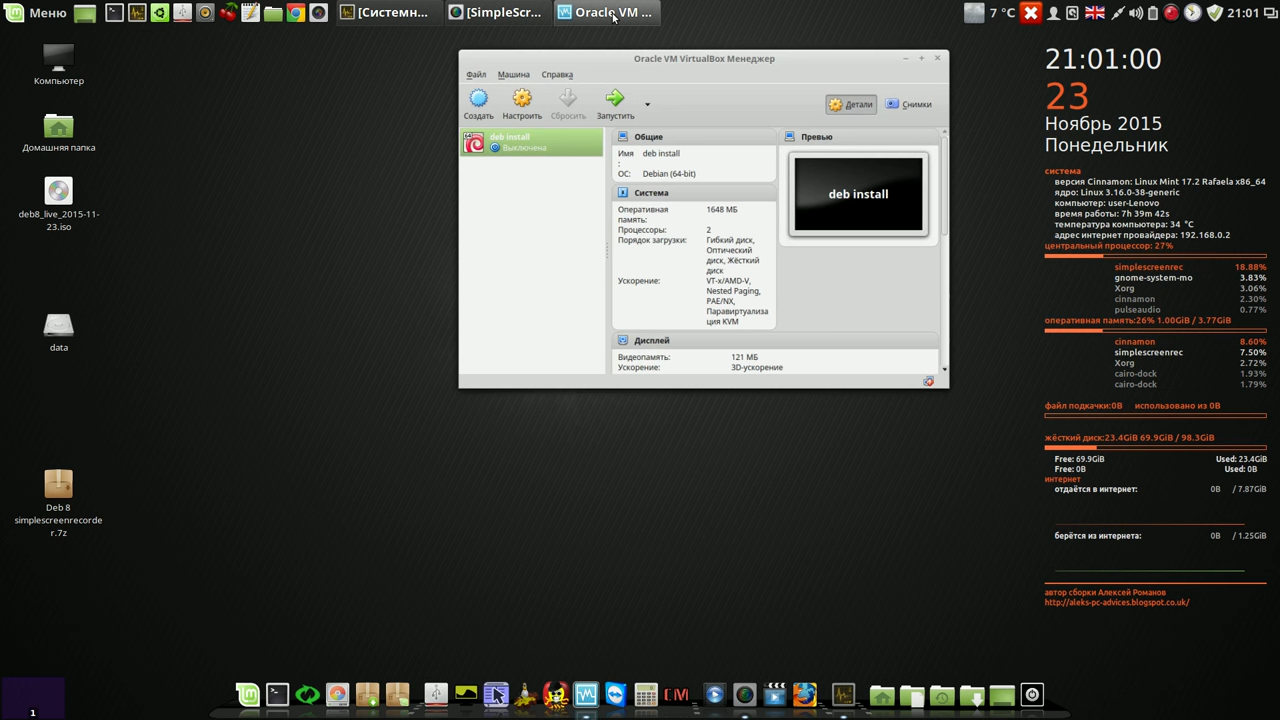 Меню
[Системн...
[SimpleScr...
Oracle VM ...
7 °C
21:01
Компьютер
Домашняя папка
deb8_live_2015-11-
23.iso
data
Deb 8
simplescreenrecorde
r.7z
Oracle VM VirtualBox Менеджер
Файл Машина Справка
Создать Настроить Сбросить Запустить
Детали Снимки
deb install
Выключена
Общие
Имя deb install
:
ОС: Debian (64-bit)
Система
Оперативная 1648 МБ
память:
Процессоры: 2
Порядок загрузки: Гибкий диск,
Оптический
диск, Жёсткий
диск
Ускорение: VT-x/AMD-V,
Nested Paging,
PAE/NX,
Паравиртуализа
ция KVM
Дисплей
Видеопамять: 121 МБ
Ускорение: 3D-ускорение
Превью
deb install
21:01:00
23
Ноябрь 2015
Понедельник
система
версия Cinnamon: Linux Mint 17.2 Rafaela x86_64
ядро: Linux 3.16.0-38-generic
компьютер: user-Lenovo
время работы: 7h 39m 42s
температура компьютера: 34 °C
адрес интернет провайдера: 192.168.0.2
центральный процессор: 27%
simplescreenrec 18.88%
gnome-system-mo 3.83%
Xorg 3.06%
cinnamon 2.30%
pulseaudio 0.77%
оперативная память:26% 1.00GiB / 3.77GiB
cinnamon 8.60%
simplescreenrec 7.50%
Xorg 2.72%
cairo-dock 1.93%
cairo-dock 1.79%
файл подкачки:0B использовано из 0B
жёсткий диск:23.4GiB 69.9GiB / 98.3GiB
Free: 69.9GiB Used: 23.4GiB
Free: 0B Used: 0B
интернет
отдаётся в интернет: 0B / 7.87GiB
берётся из интернета: 0B / 1.25GiB
автор сборки Алексей Романов
http://aleks-pc-advices.blogspot.co.uk/
1